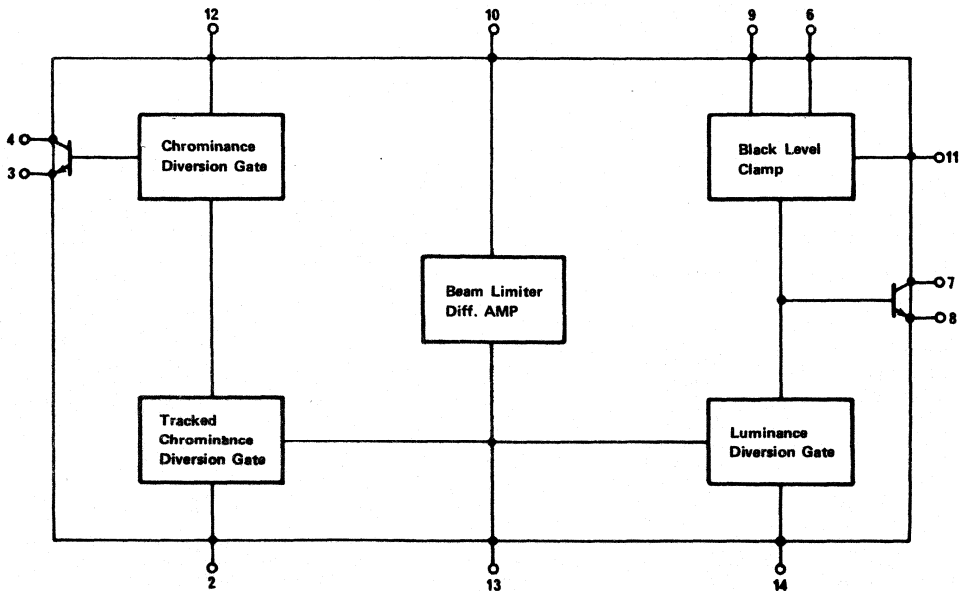 12
10
9
6
4
3
Chrominance
Diversion Gate
Black Level
Clamp
11
Beam Limiter
Diff. AMP
7
8
Tracked
Chrominance
Diversion Gate
Luminance
Diversion Gate
2
13
14